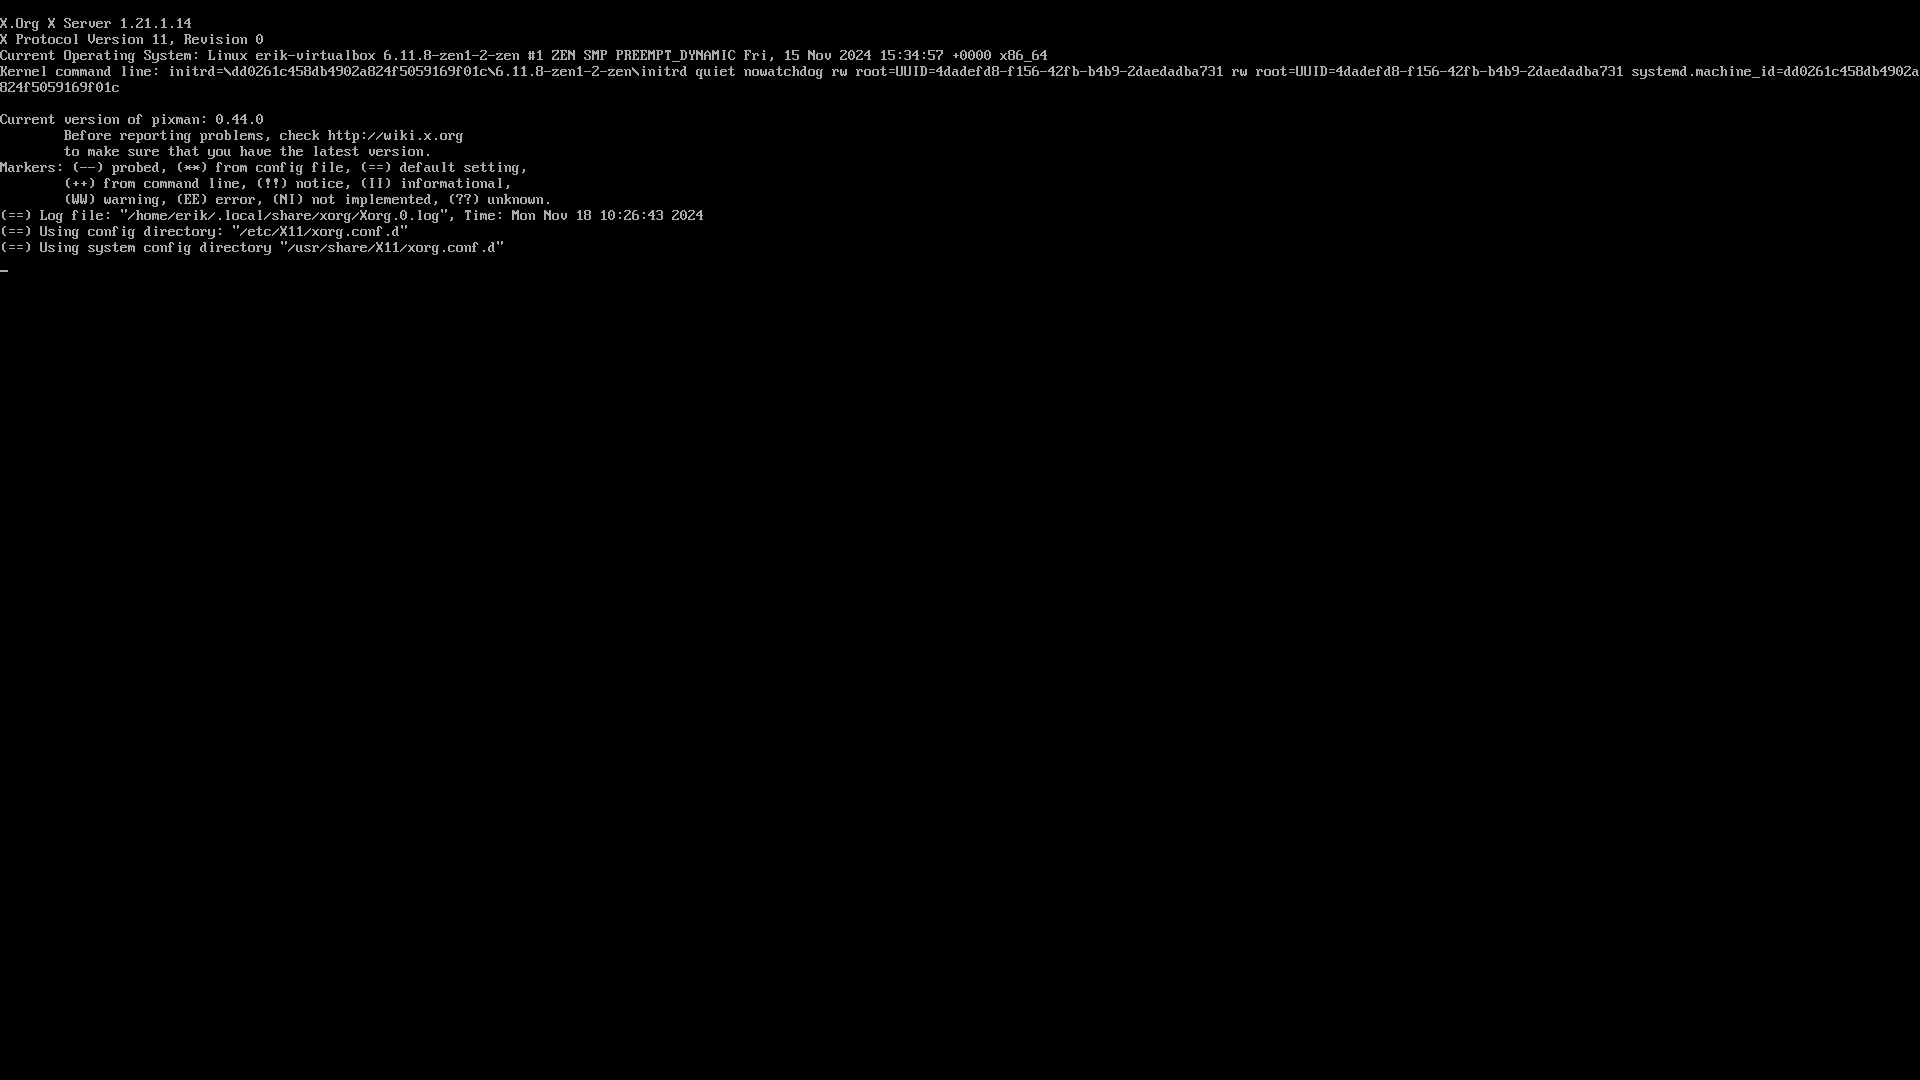 X.Org X Server 1.21.1.14
X Protocol Version 11, Revision 0
Current Operating System: Linux erik-virtualbox 6.11.8-zen1-2-zen #1 ZEN SMP PREEMPT_DYNAMIC Fri, 15 Nov 2024 15:34:57 +0000 x86_64
Kernel command line: initrd=\dd0261c458db4902a824f5059169f01c\6.11.8-zen1-2-zen\initrd quiet nowatchdog rw root=UUID=4dadefd8-f156-42fb-b4b9-2daedadba731 rw root=UUID=4dadefd8-f156-42fb-b4b9-2daedadba731 systemd.machine_id=dd0261c458db4902a
824f5059169f01c
Current version of pixman: 0.44.0
Before reporting problems, check http://wiki.x.org
to make sure that you have the latest version.
Markers: (--) probed, (**) from config file, (==) default setting,
(++) from command line, (!!) notice, (II) informational,
(WW) warning, (EE) error, (NI) not implemented, (??) unknown.
(==) Log file: "/home/erik/.local/share/xorg/Xorg.0.log", Time: Mon Nov 18 10:26:43 2024
(==) Using config directory: "/etc/X11/xorg.conf.d"
(==) Using system config directory "/usr/share/X11/xorg.conf.d"